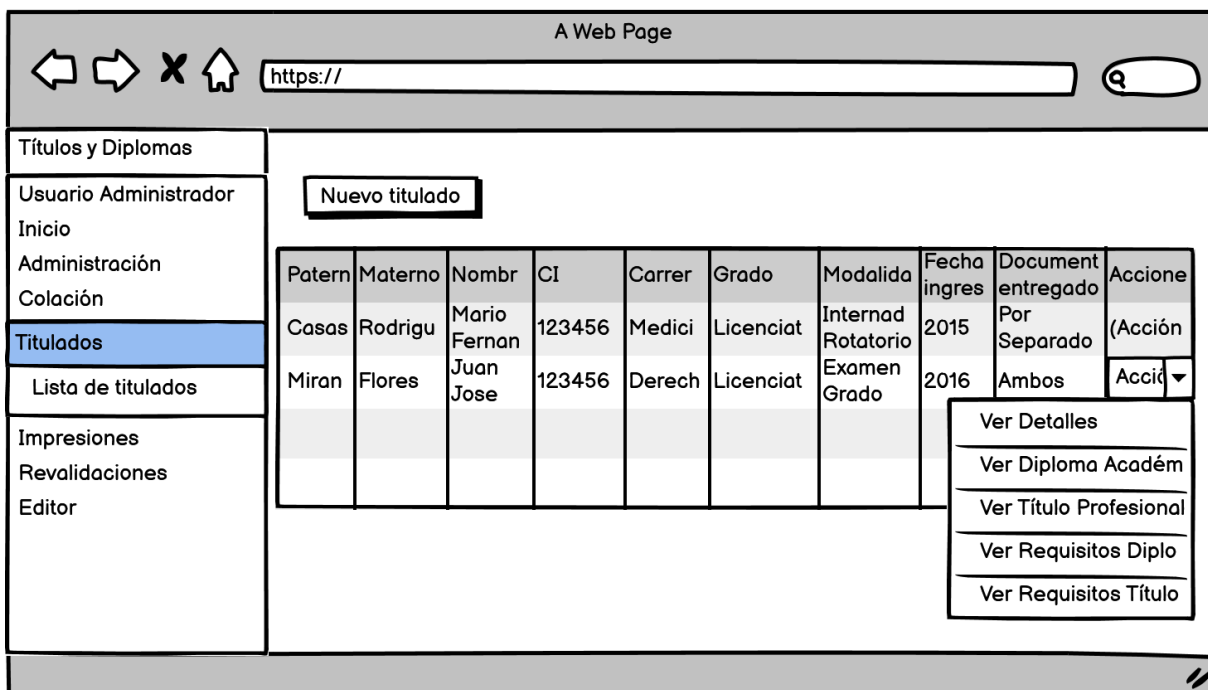 A Web Page
https://
Títulos y Diplomas
Usuario Administrador
Inicio
Administración
Colación
Titulados
Lista de titulados
Impresiones
Revalidaciones
Editor
Nuevo titulado
Patern Materno Nombr CI Carrer Grado Modalida Fecha ingres Document entregado Accione
Casas Rodrigu Mario Fernan 123456 Medici Licenciat Internad Rotatorio 2015 Por Separado (Acción
Miran Flores Juan Jose 123456 Derech Licenciat Examen Grado 2016 Ambos Acció
Ver Detalles
Ver Diploma Académ
Ver Título Profesional
Ver Requisitos Diplo
Ver Requisitos Título